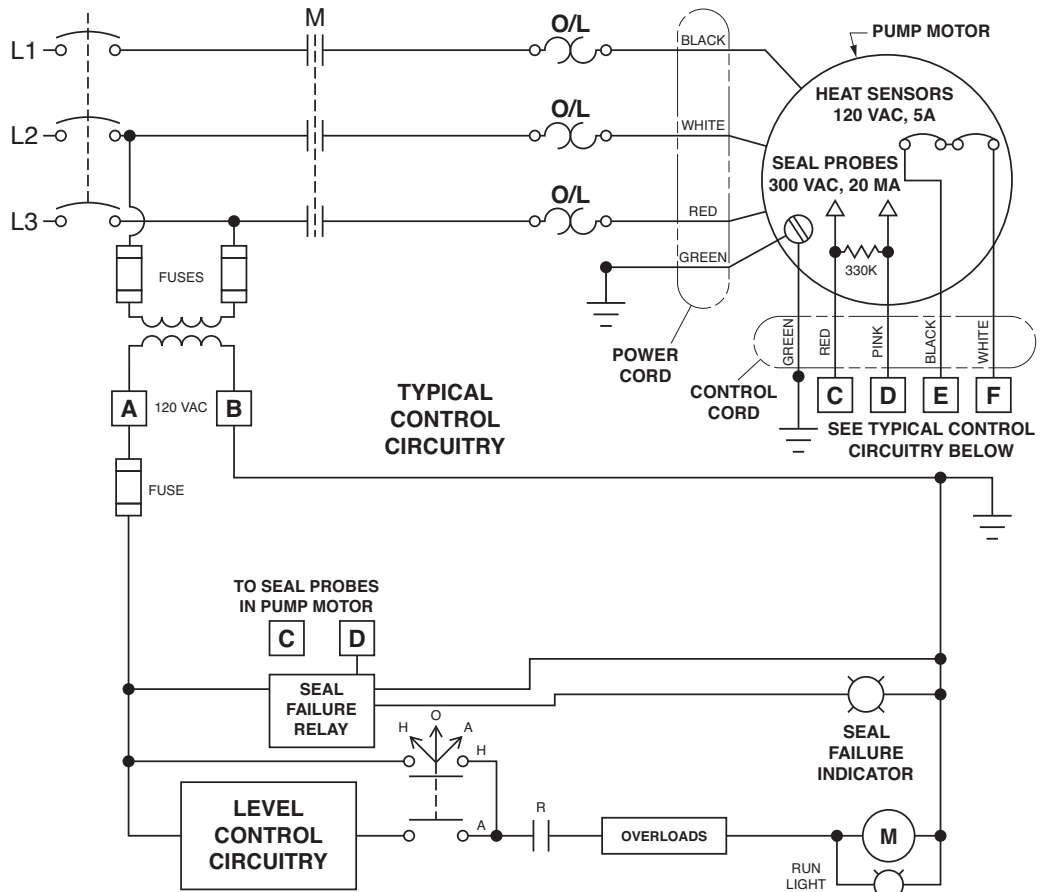 M
L1
O/L
BLACK
PUMP MOTOR
HEAT SENSORS
120 VAC, 5A
L2
O/L
WHITE
SEAL PROBES
300 VAC, 20 MA
L3
O/L
RED
GREEN
330K
FUSES
POWER
CORD
GREEN
RED
PINK
BLACK
WHITE
CONTROL
CORD
C
D
E
F
SEE TYPICAL CONTROL
CIRCUITRY BELOW
A
120 VAC
B
TYPICAL
CONTROL
CIRCUITRY
FUSE
TO SEAL PROBES
IN PUMP MOTOR
C
D
SEAL
FAILURE
RELAY
SEAL
FAILURE
INDICATOR
H
O
A
H
LEVEL
CONTROL
CIRCUITRY
A
R
OVERLOADS
M
RUN
LIGHT